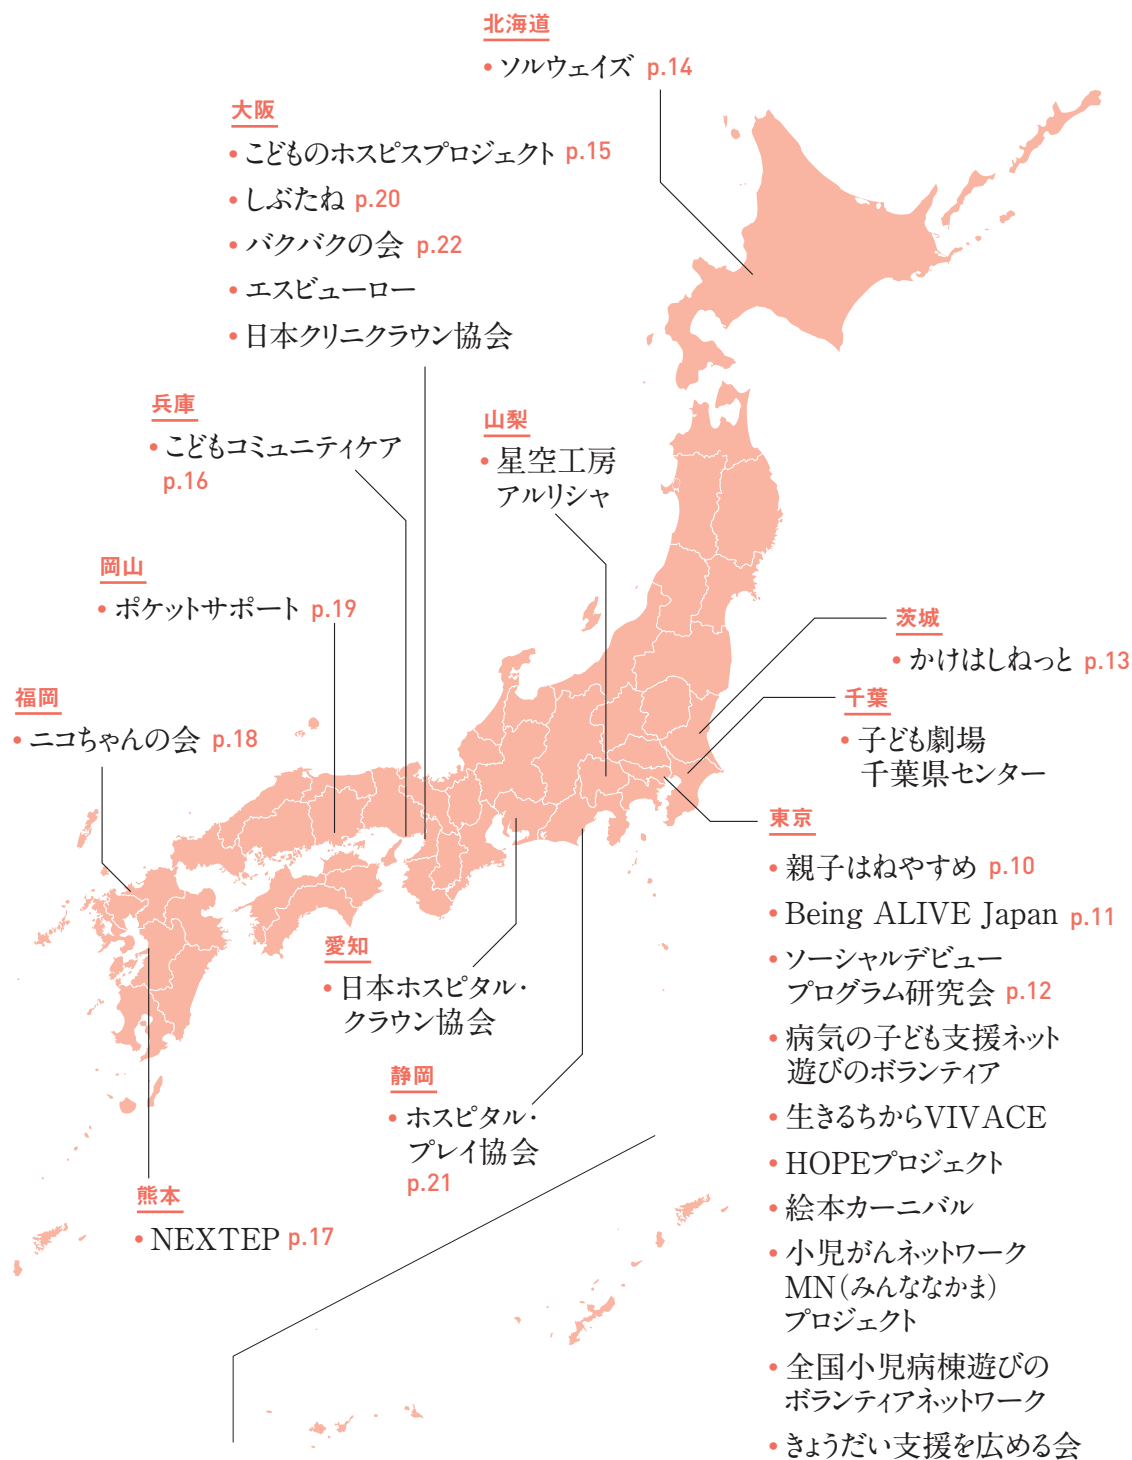 北海道
• ソルウェイズ p.14
大阪
• こどものホスピスプロジェクト p.15
• しぶたね p.20
• バクバクの会 p.22
• エスビューロー
• 日本クリニクラウン協会
兵庫
• こどもコミュニティケア
p.16
山梨
• 星空工房
アルリシャ
岡山
• ポケットサポート p.19
福岡
• ニコちゃんの会 p.18
茨城
• かけはしねっと p.13
千葉
• 子ども劇場
千葉県センター
東京
• 親子はねやすめ p.10
• Being ALIVE Japan p.11
• ソーシャルデビュー
プログラム研究会 p.12
• 病気の子ども支援ネット
遊びのボランティア
• 生きるちからVIVACE
• HOPEプロジェクト
• 絵本カーニバル
• 小児がんネットワーク
MN(みんななかま)
プロジェクト
• 全国小児病棟遊びの
ボランティアネットワーク
• きょうだい支援を広める会
愛知
• 日本ホスピタル・
クラウン協会
静岡
• ホスピタル・
プレイ協会
p.21
熊本
• NEXTEP p.17